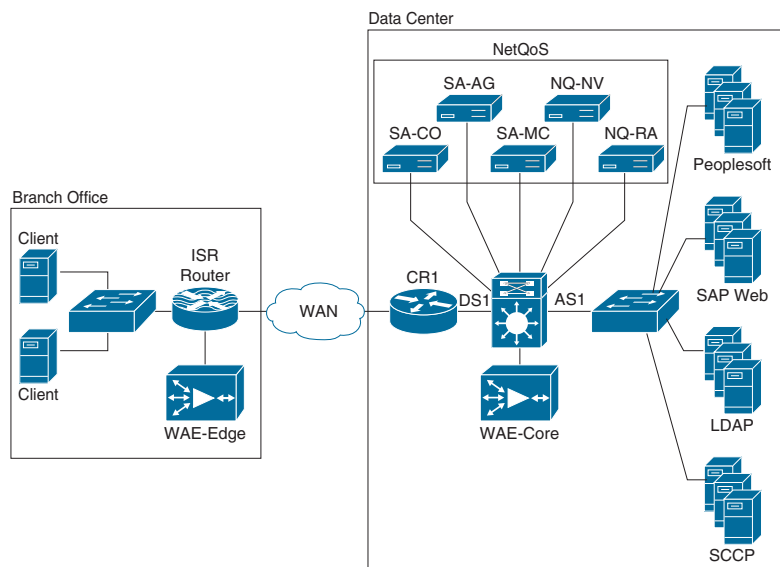 Data Center
NetQoS
SA-AG
NQ-NV
SA-CO
SA-MC
NQ-RA
Peoplesoft
Branch Office
Client
ISR
Router
CR1
DS1
AS1
SAP Web
WAN
Client
WAE-Edge
WAE-Core
LDAP
SCCP